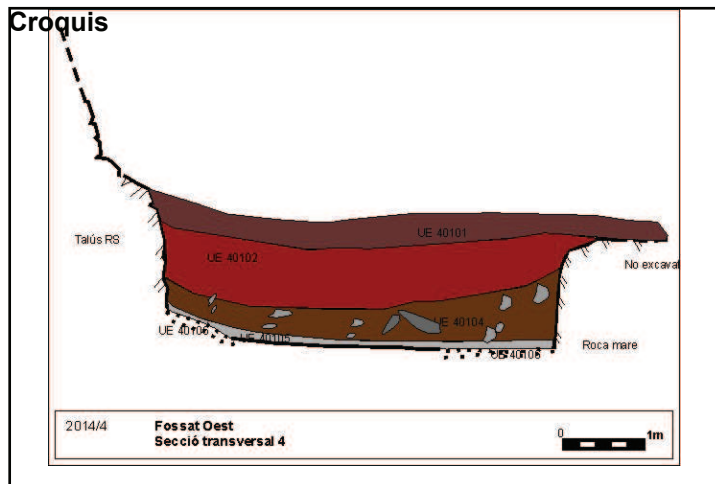 Croquis
UE 40101
Talús RS
UE 40102
No excavat
UE 40104
UE 40106
UE 40105
Roca mare
UE 40106
2014/4
Fossat Oest
Secció transversal 4
0
1m